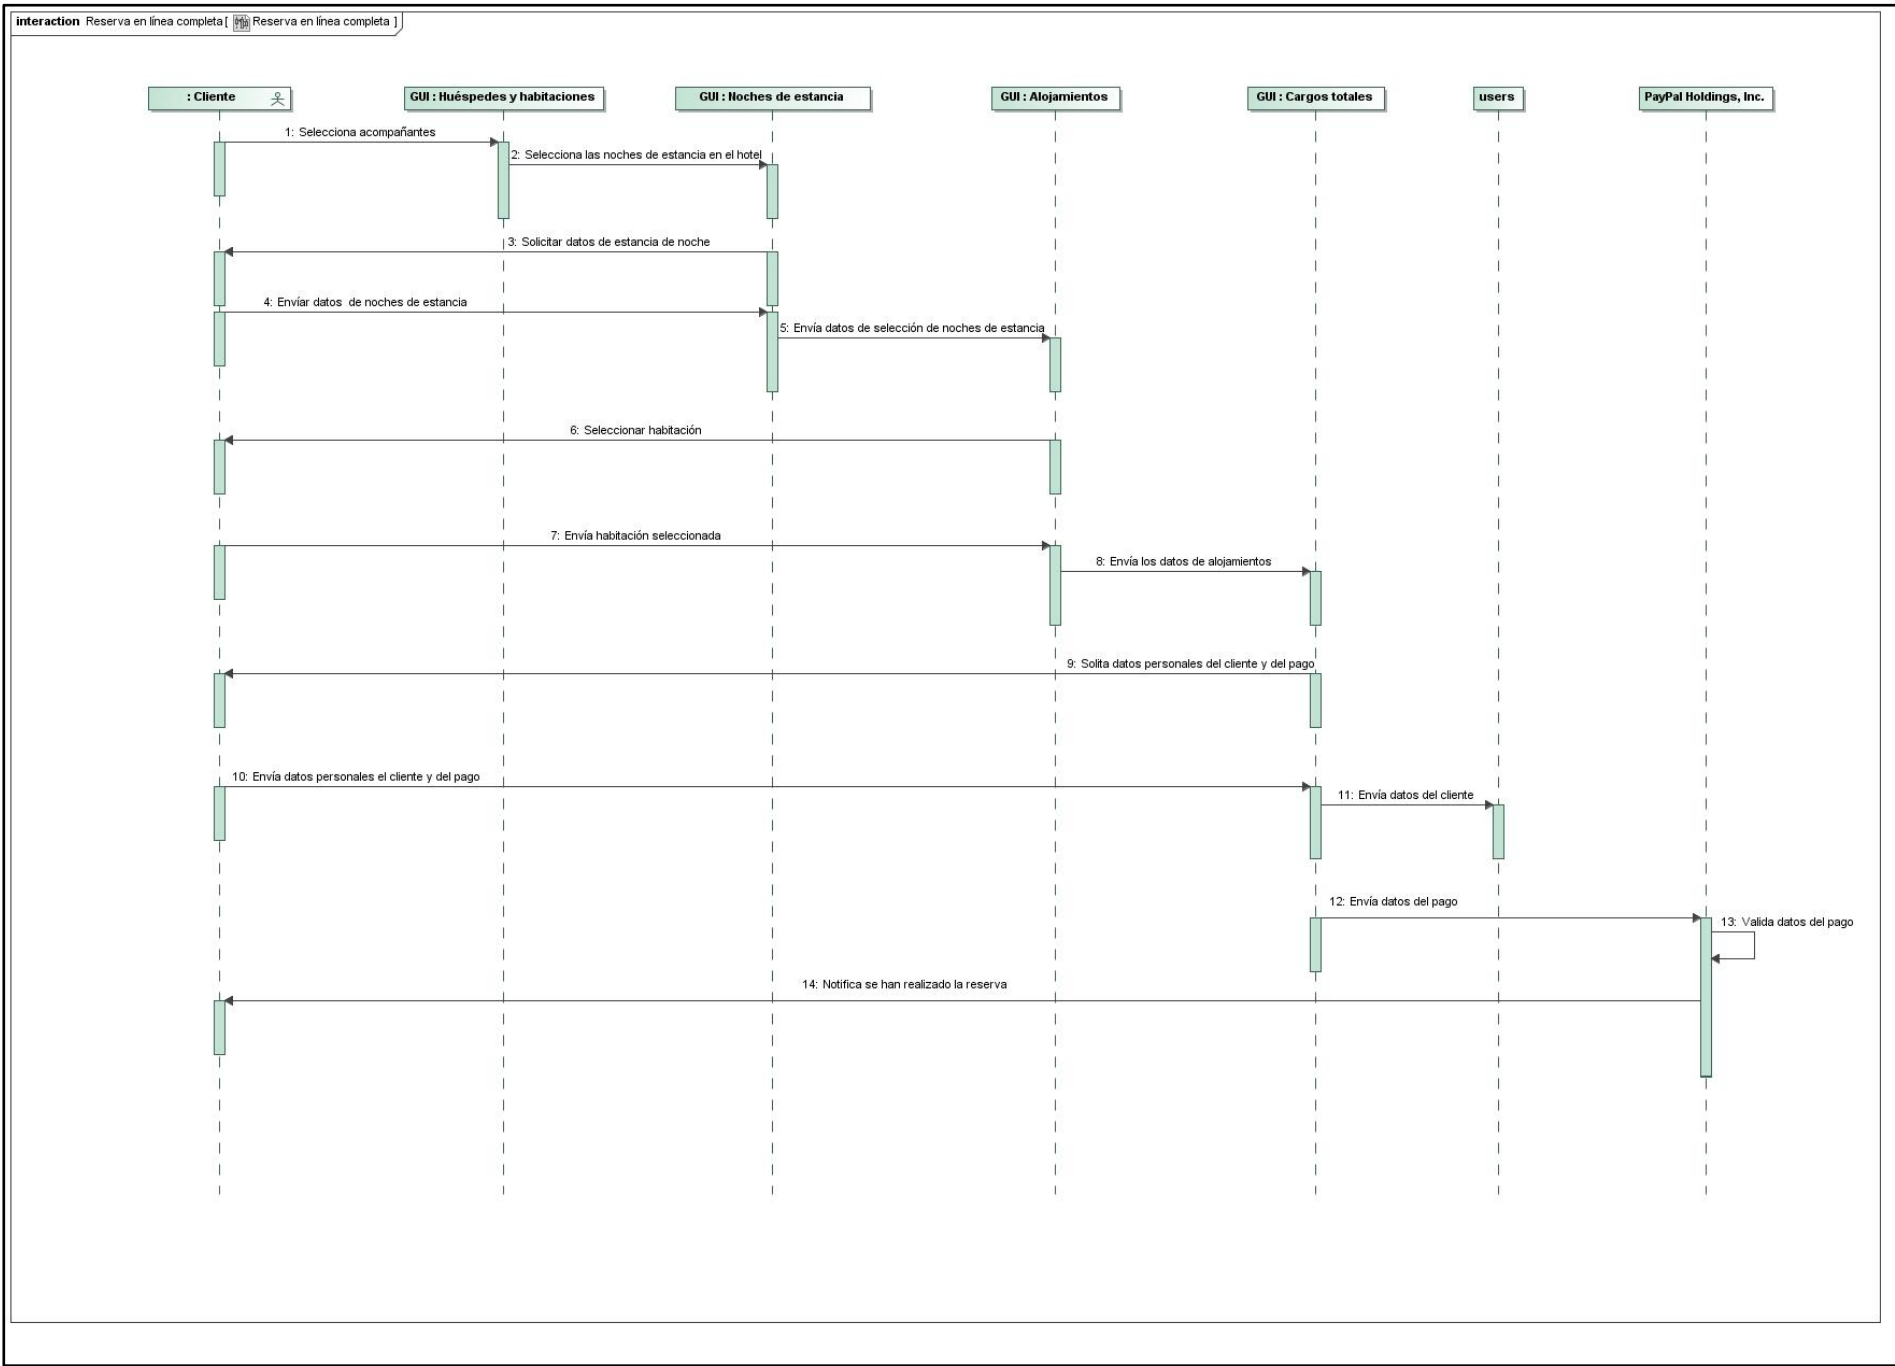 interaction Reserva en línea completa [ Reserva en línea completa ]
: Cliente
GUI : Huéspedes y habitaciones
GUI : Noches de estancia
GUI : Alojamientos
GUI : Cargos totales
users
PayPal Holdings, Inc.
1: Selecciona acompañantes
2: Selecciona las noches de estancia en el hotel
3: Solicitar datos de estancia de noche
4: Envíar datos de noches de estancia
5: Envía datos de selección de noches de estancia
6: Seleccionar habitación
7: Envía habitación seleccionada
8: Envía los datos de alojamientos
9: Solita datos personales del cliente y del pago
10: Envía datos personales el cliente y del pago
11: Envía datos del cliente
12: Envía datos del pago
13: Valida datos del pago
14: Notifica se han realizado la reserva